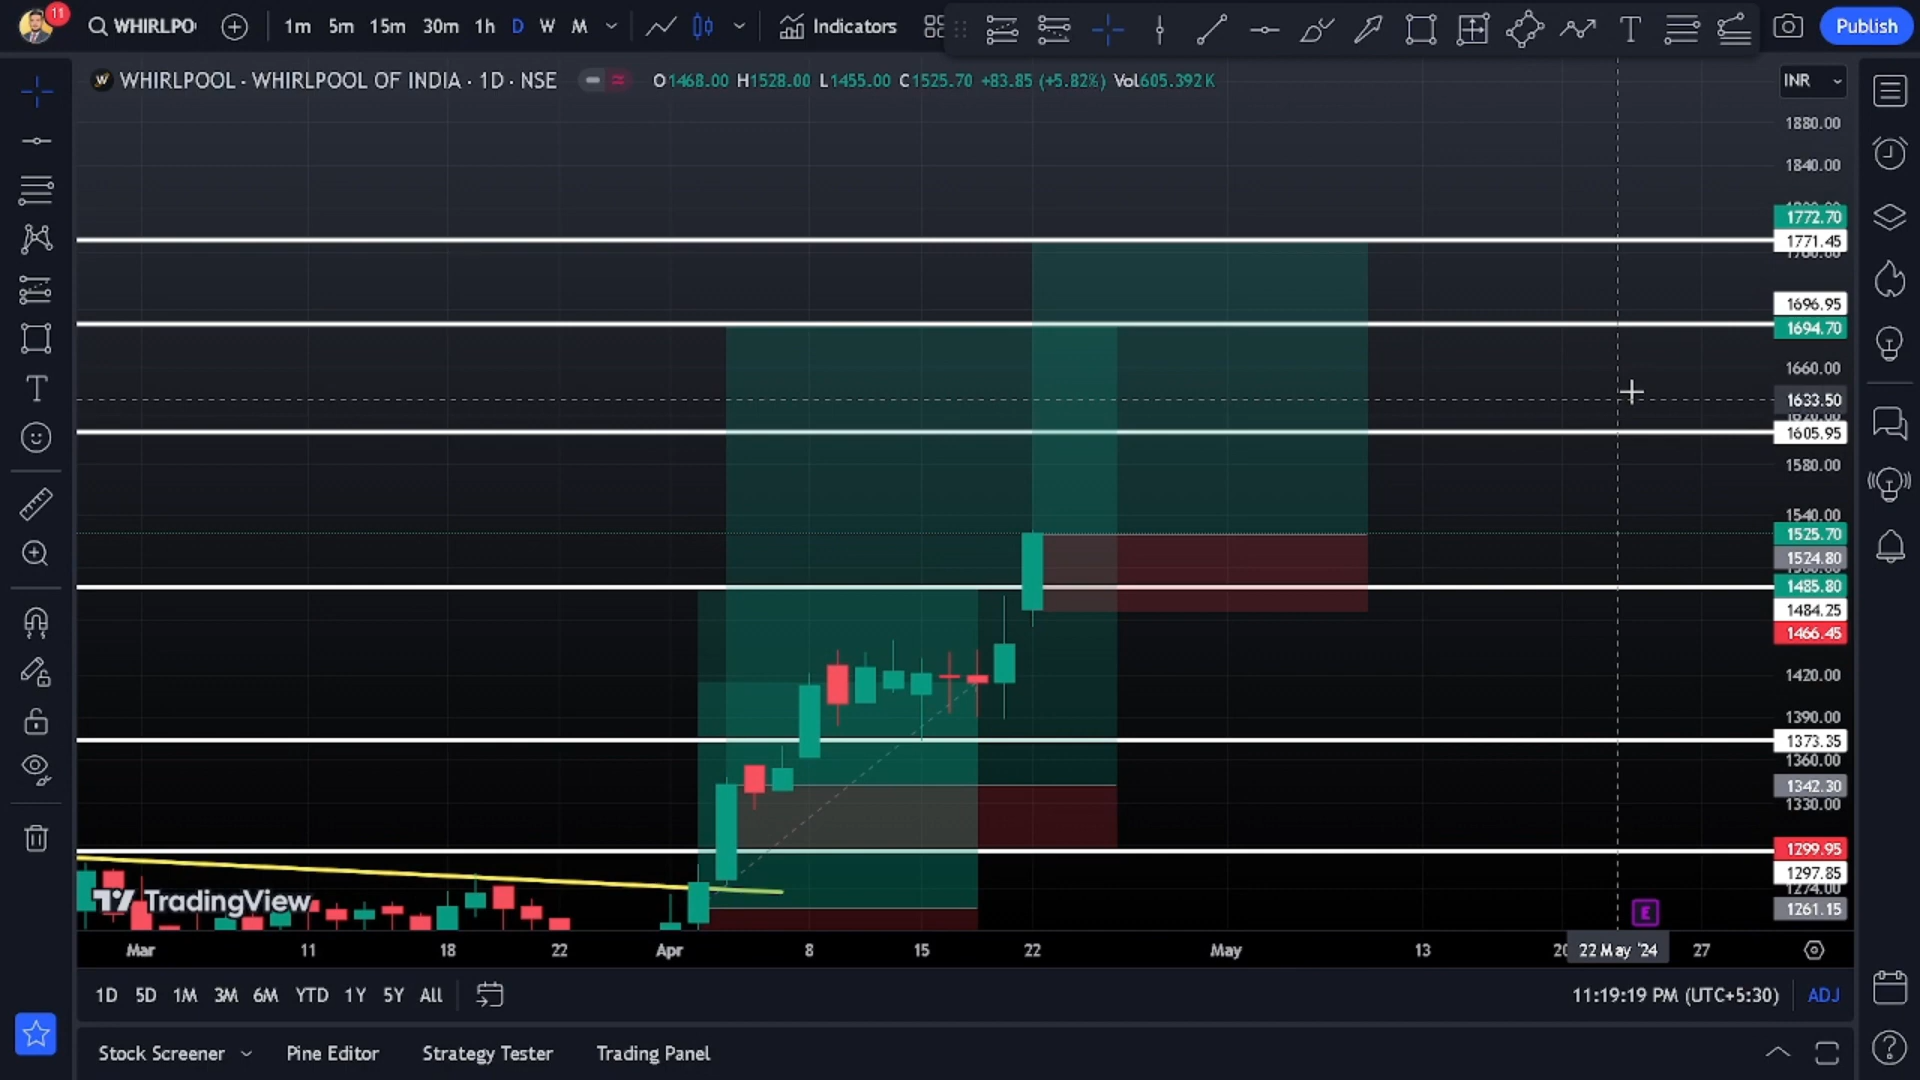 11
WHIRLPO
1m 5m 15m 30m 1h D W M
Indicators
Publish
WHIRLPOOL · WHIRLPOOL OF INDIA · 1D · NSE
O1468.00 H1528.00 L1455.00 C1525.70 +83.85 (+5.82%) Vol605.392K
INR
1880.00
1840.00
1772.70
1771.45
1696.95
1694.70
1660.00
1633.50
1605.95
1580.00
1540.00
1525.70
1524.80
1485.80
1484.25
1466.45
1420.00
1390.00
1373.35
1360.00
1342.30
1330.00
1299.95
1297.85
1274.00
1261.15
TradingView
E
Mar 11 18 22 Apr 8 15 22 May 13 20 22 May '24 27
1D 5D 1M 3M 6M YTD 1Y 5Y All
11:19:19 PM (UTC+5:30) ADJ
Stock Screener Pine Editor Strategy Tester Trading Panel